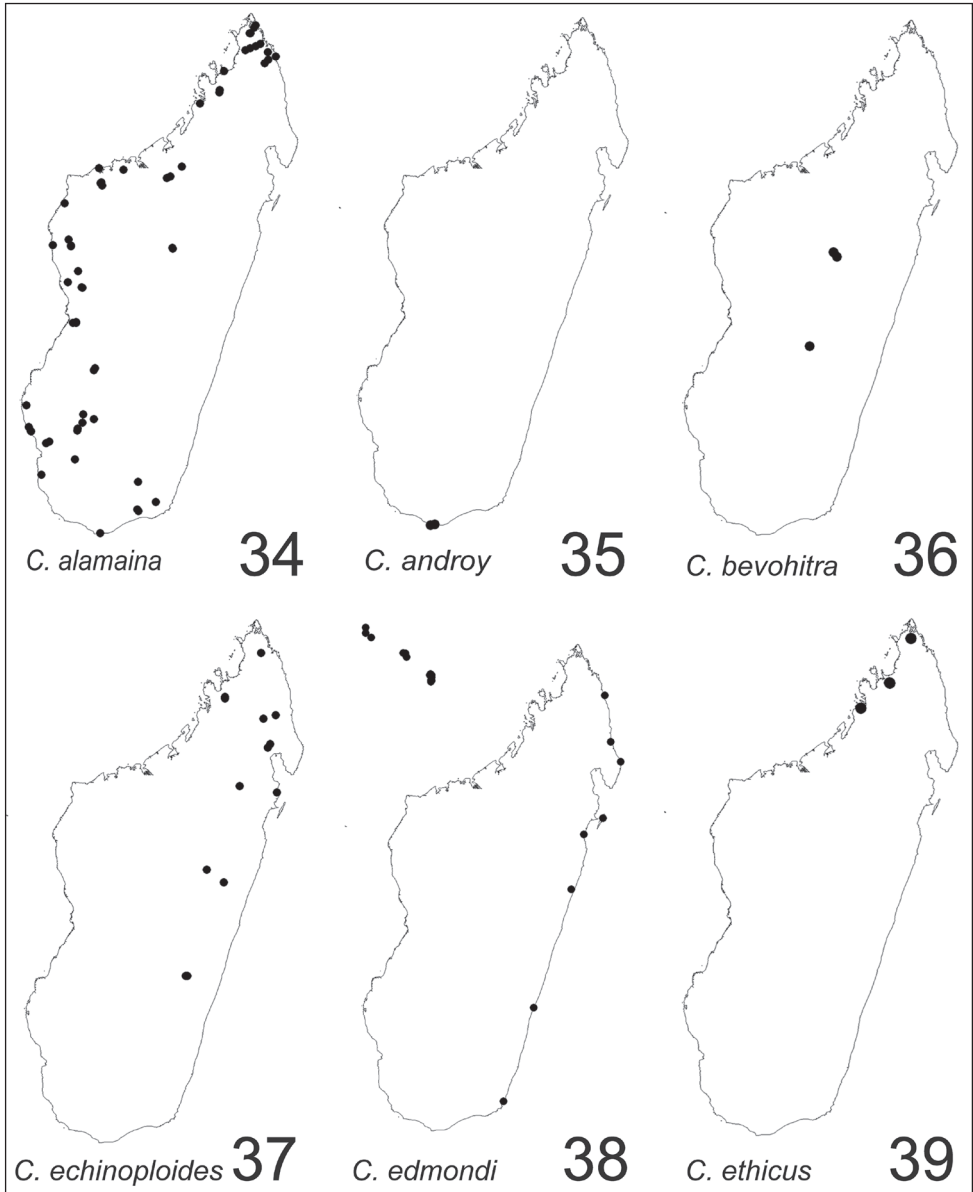 C. alamaina 34
C. androy 35
C. bevohitra 36
C. echinoploides 37
C. edmondi 38
C. ethicus 39